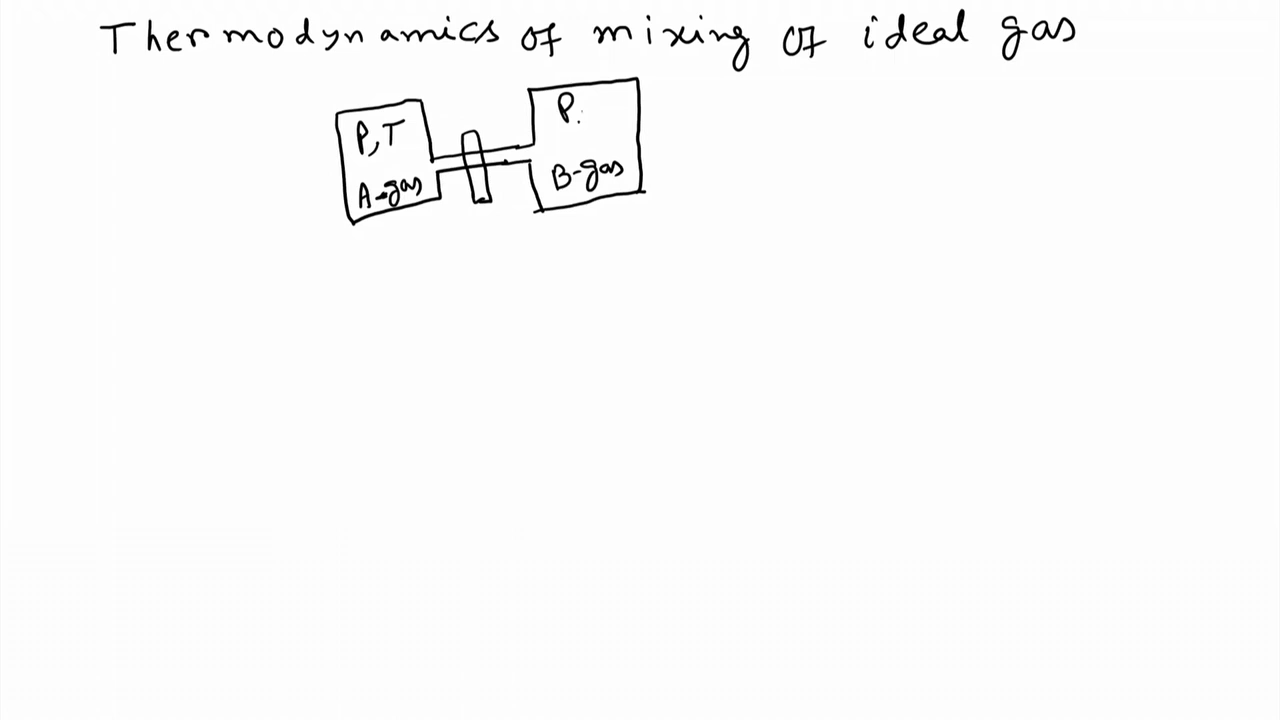 Thermodynamics of mixing of ideal gas
P, T
A-gas
P.
B-gas